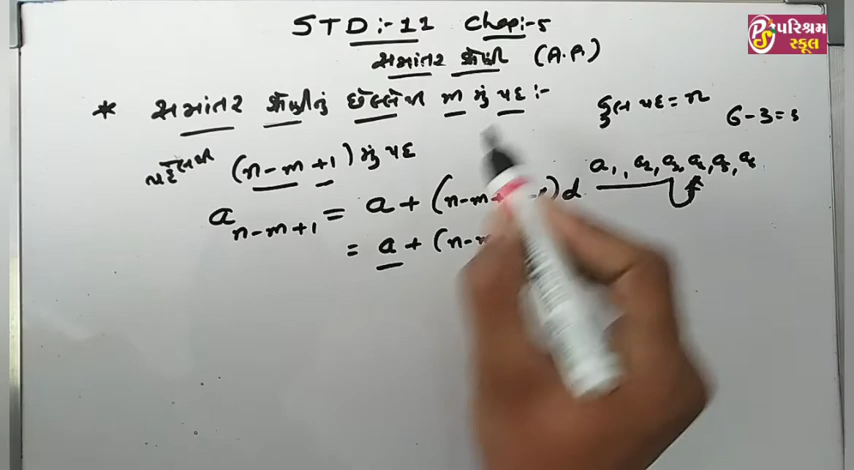 STD:-11 Chap:-5
પરિશ્રમ સ્કૂલ
સમાંતર શ્રેણી (A.P.)
* સમાંતર શ્રેણીનું છેલ્લેથી m મું પદ :-
કુલ પદ = n
6-3=3
પહેલેથી (n-m+1) મું પદ
a₁, a₂, a₃, a₄, a₅, a₆
a n-m+1 = a + (n-m+ )d
= a + (n-m